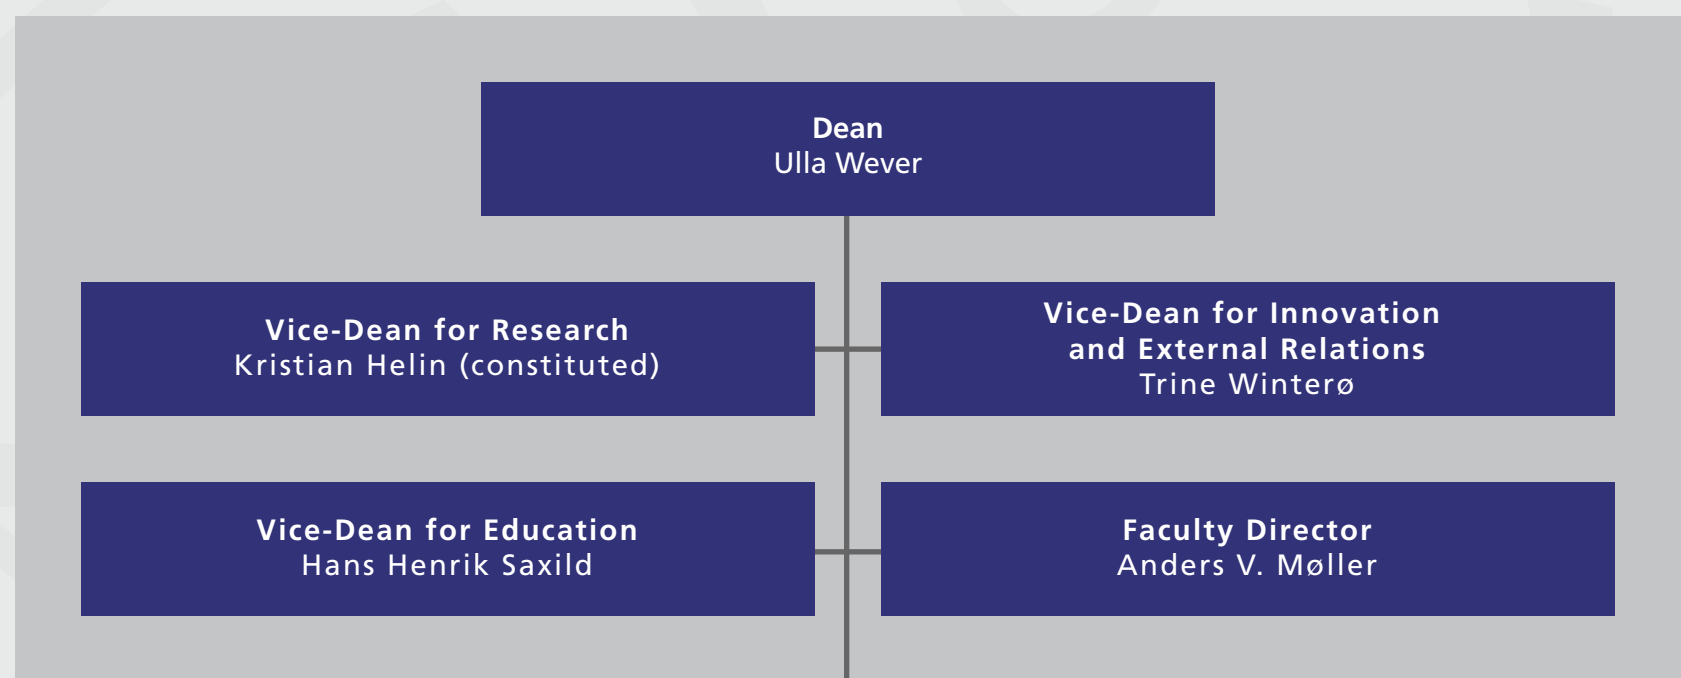 Dean
Ulla Wever
Vice-Dean for Research
Kristian Helin (constituted)
Vice-Dean for Innovation
and External Relations
Trine Winterø
Vice-Dean for Education
Hans Henrik Saxild
Faculty Director
Anders V. Møller